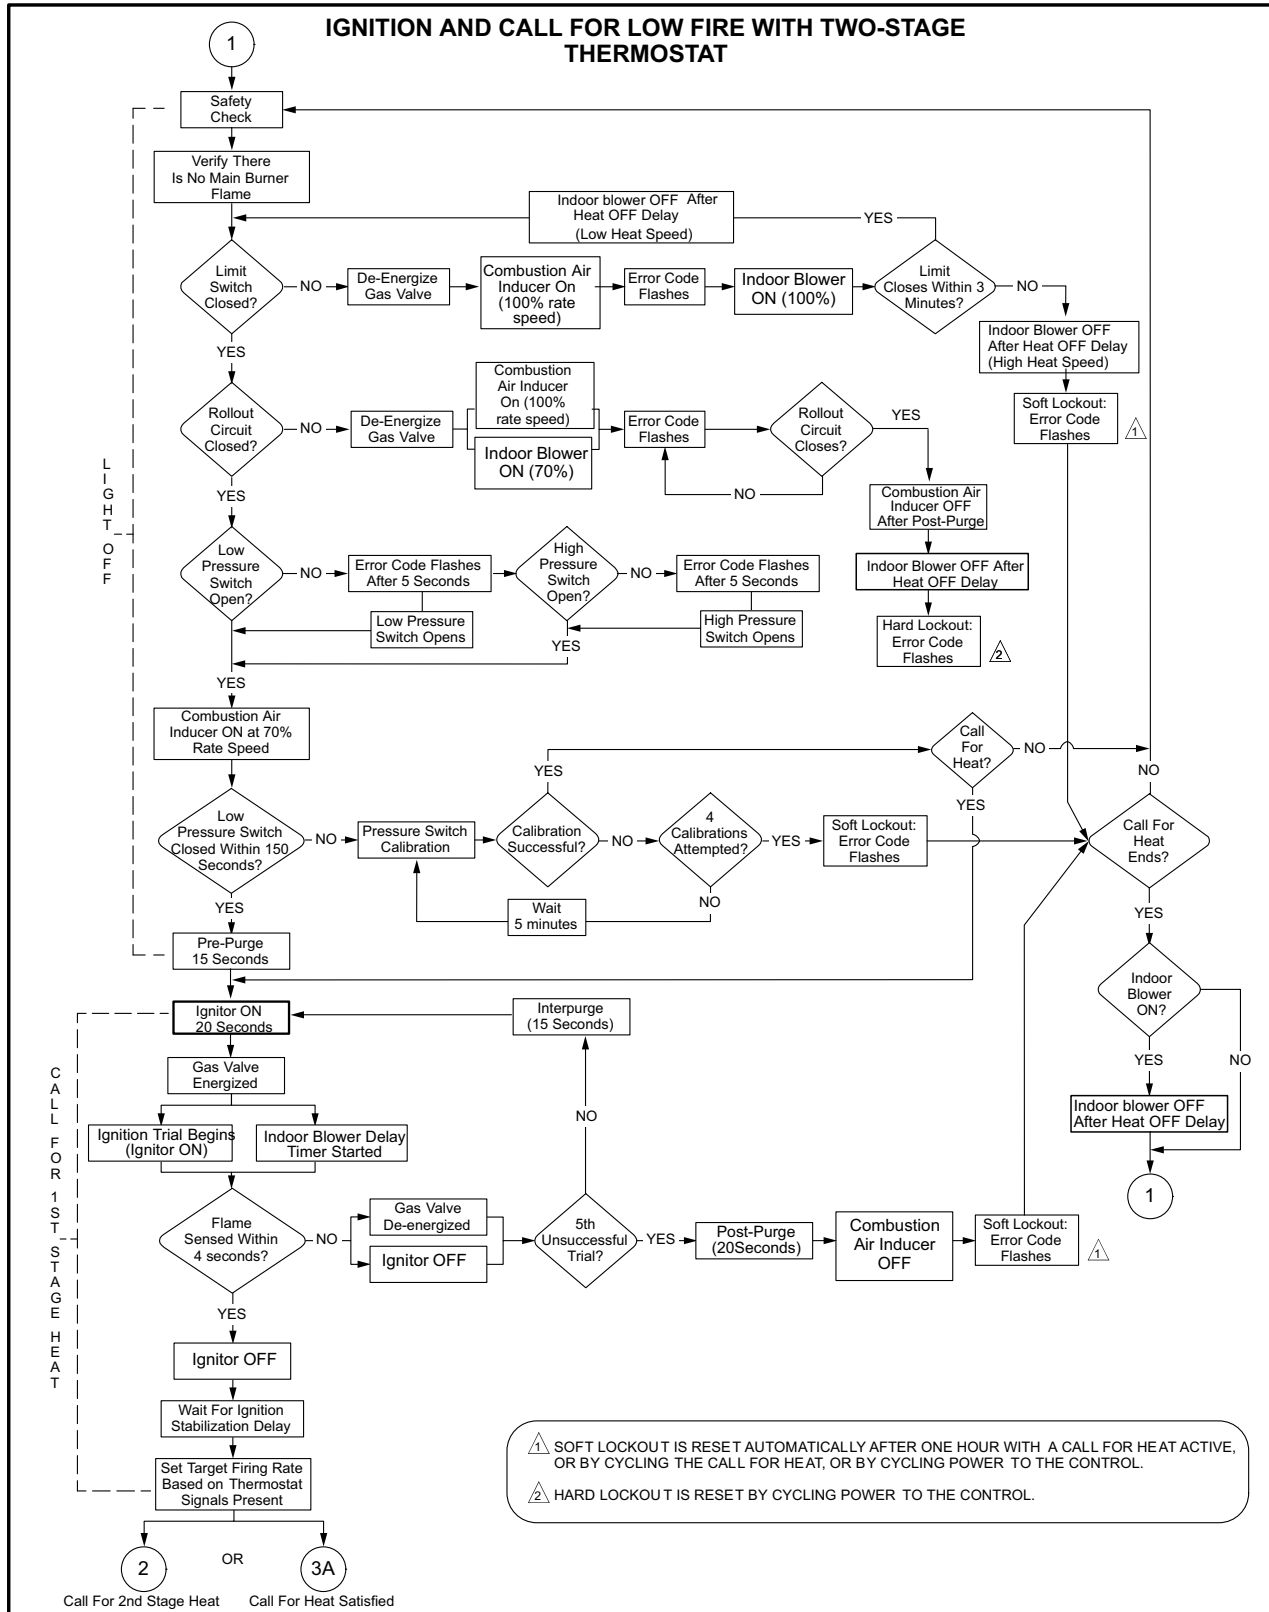 IGNITION AND CALL FOR LOW FIRE WITH TWO-STAGE
THERMOSTAT
1
Safety
Check
Verify There
Is No Main Burner
Flame
Indoor blower OFF After
Heat OFF Delay
(Low Heat Speed)
YES
Limit
Switch
Closed?
NO
De-Energize
Gas Valve
Combustion Air
Inducer On
(100% rate
speed)
Error Code
Flashes
Indoor Blower
ON (100%)
Limit
Closes Within 3
Minutes?
NO
Indoor Blower OFF
After Heat OFF Delay
(High Heat Speed)
Soft Lockout:
Error Code
Flashes
1
YES
Rollout
Circuit
Closed?
NO
De-Energize
Gas Valve
Combustion
Air Inducer
On (100%
rate speed)
Indoor Blower
ON (70%)
Error Code
Flashes
Rollout
Circuit
Closes?
YES
NO
Combustion Air
Inducer OFF
After Post-Purge
Indoor Blower OFF After
Heat OFF Delay
Hard Lockout:
Error Code
Flashes
2
LIGHT OFF
YES
Low
Pressure
Switch
Open?
NO
Error Code Flashes
After 5 Seconds
Low Pressure
Switch Opens
High
Pressure
Switch
Open?
NO
Error Code Flashes
After 5 Seconds
High Pressure
Switch Opens
YES
YES
Combustion Air
Inducer ON at 70%
Rate Speed
Low
Pressure Switch
Closed Within 150
Seconds?
NO
Pressure Switch
Calibration
Calibration
Successful?
YES
Call
For
Heat?
NO
YES
NO
4
Calibrations
Attempted?
YES
Soft Lockout:
Error Code
Flashes
NO
Wait
5 minutes
NO
Call For
Heat
Ends?
YES
Indoor
Blower
ON?
YES
NO
Indoor blower OFF
After Heat OFF Delay
1
YES
Pre-Purge
15 Seconds
Ignitor ON
20 Seconds
Interpurge
(15 Seconds)
Gas Valve
Energized
Ignition Trial Begins
(Ignitor ON)
Indoor Blower Delay
Timer Started
NO
CALL FOR 1ST STAGE HEAT
Flame
Sensed Within
4 seconds?
NO
Gas Valve
De-energized
Ignitor OFF
5th
Unsuccessful
Trial?
YES
Post-Purge
(20Seconds)
Combustion
Air Inducer
OFF
Soft Lockout:
Error Code
Flashes
1
YES
Ignitor OFF
Wait For Ignition
Stabilization Delay
Set Target Firing Rate
Based on Thermostat
Signals Present
2
OR
3A
Call For 2nd Stage Heat
Call For Heat Satisfied
1 SOFT LOCKOUT IS RESET AUTOMATICALLY AFTER ONE HOUR WITH A CALL FOR HEAT ACTIVE,
OR BY CYCLING THE CALL FOR HEAT, OR BY CYCLING POWER TO THE CONTROL.
2 HARD LOCKOUT IS RESET BY CYCLING POWER TO THE CONTROL.